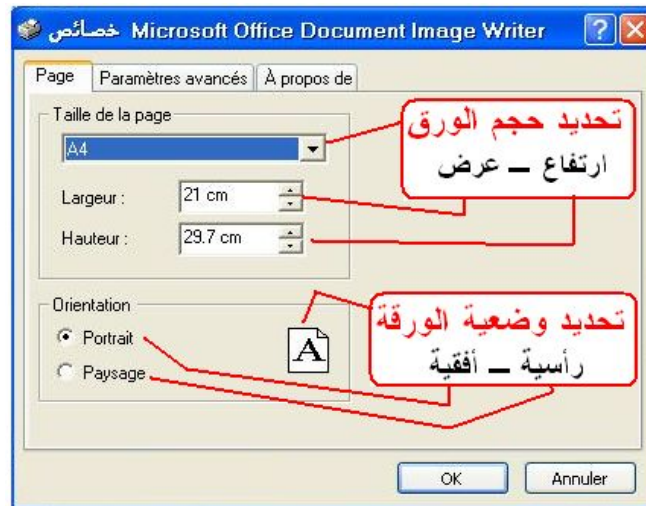 خصائص Microsoft Office Document Image Writer
Page Paramètres avancés À propos de
Taille de la page
A4
Largeur : 21 cm
Hauteur : 29.7 cm
تحديد حجم الورق
ارتفاع – عرض
Orientation
Portrait
Paysage
A
تحديد وضعية الورقة
رأسية – أفقية
OK Annuler